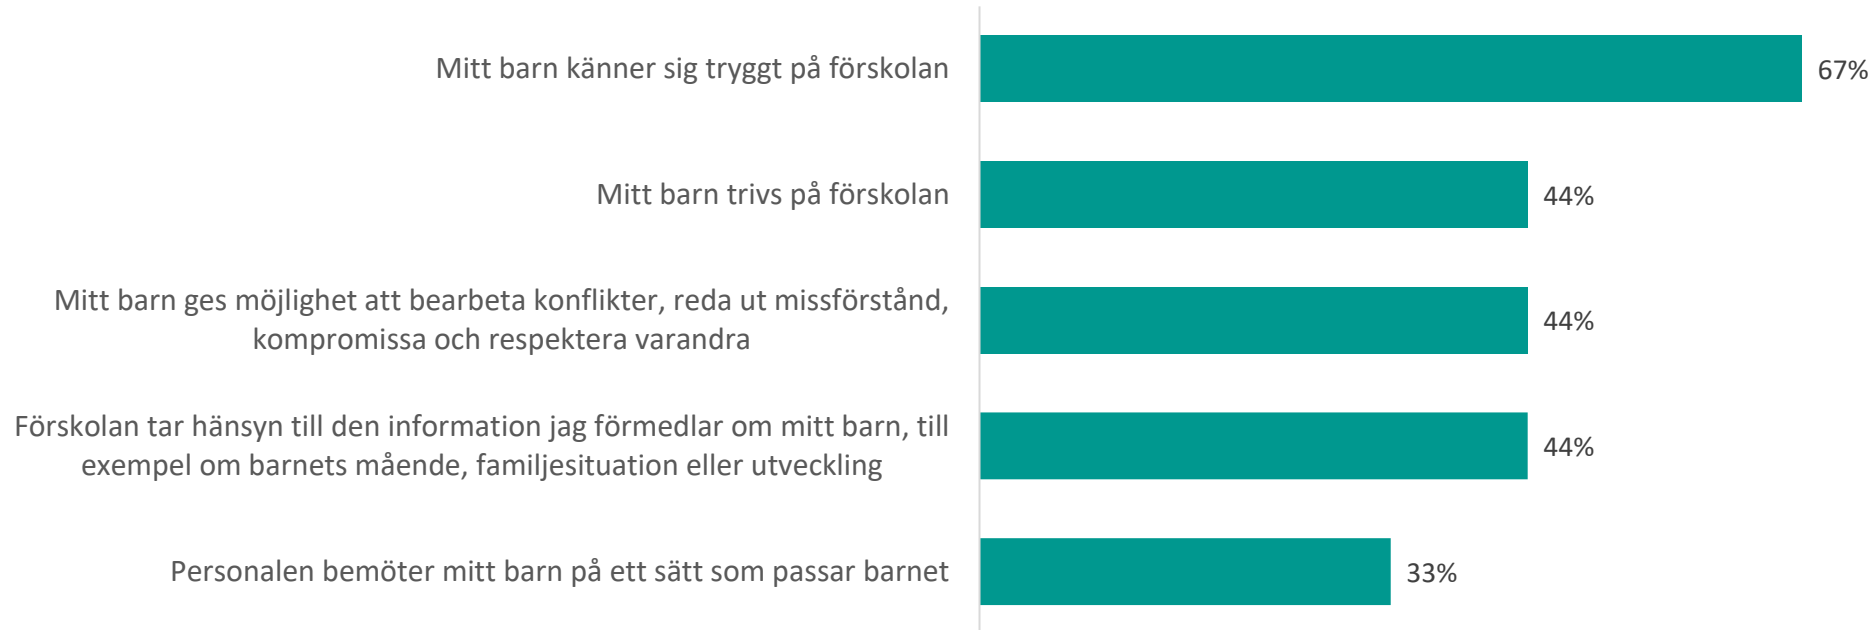 Mitt barn känner sig tryggt på förskolan
67%
Mitt barn trivs på förskolan
44%
Mitt barn ges möjlighet att bearbeta konflikter, reda ut missförstånd,
kompromissa och respektera varandra
44%
Förskolan tar hänsyn till den information jag förmedlar om mitt barn, till
exempel om barnets mående, familjesituation eller utveckling
44%
Personalen bemöter mitt barn på ett sätt som passar barnet
33%